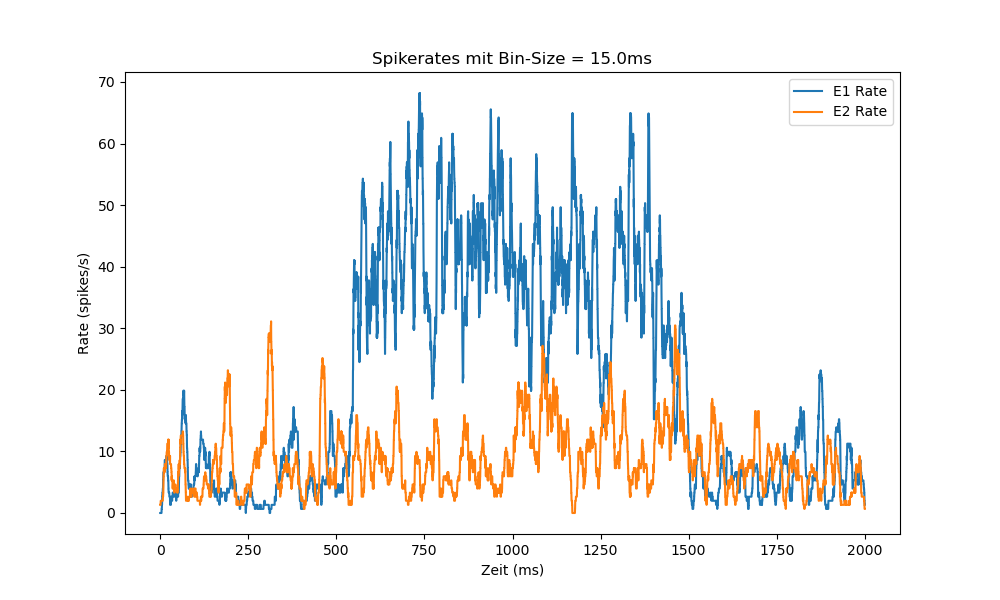 Spikerates mit Bin-Size = 15.0ms
E1 Rate
E2 Rate
Rate (spikes/s)
70
60
50
40
30
20
10
0
0 250 500 750 1000 1250 1500 1750 2000
Zeit (ms)